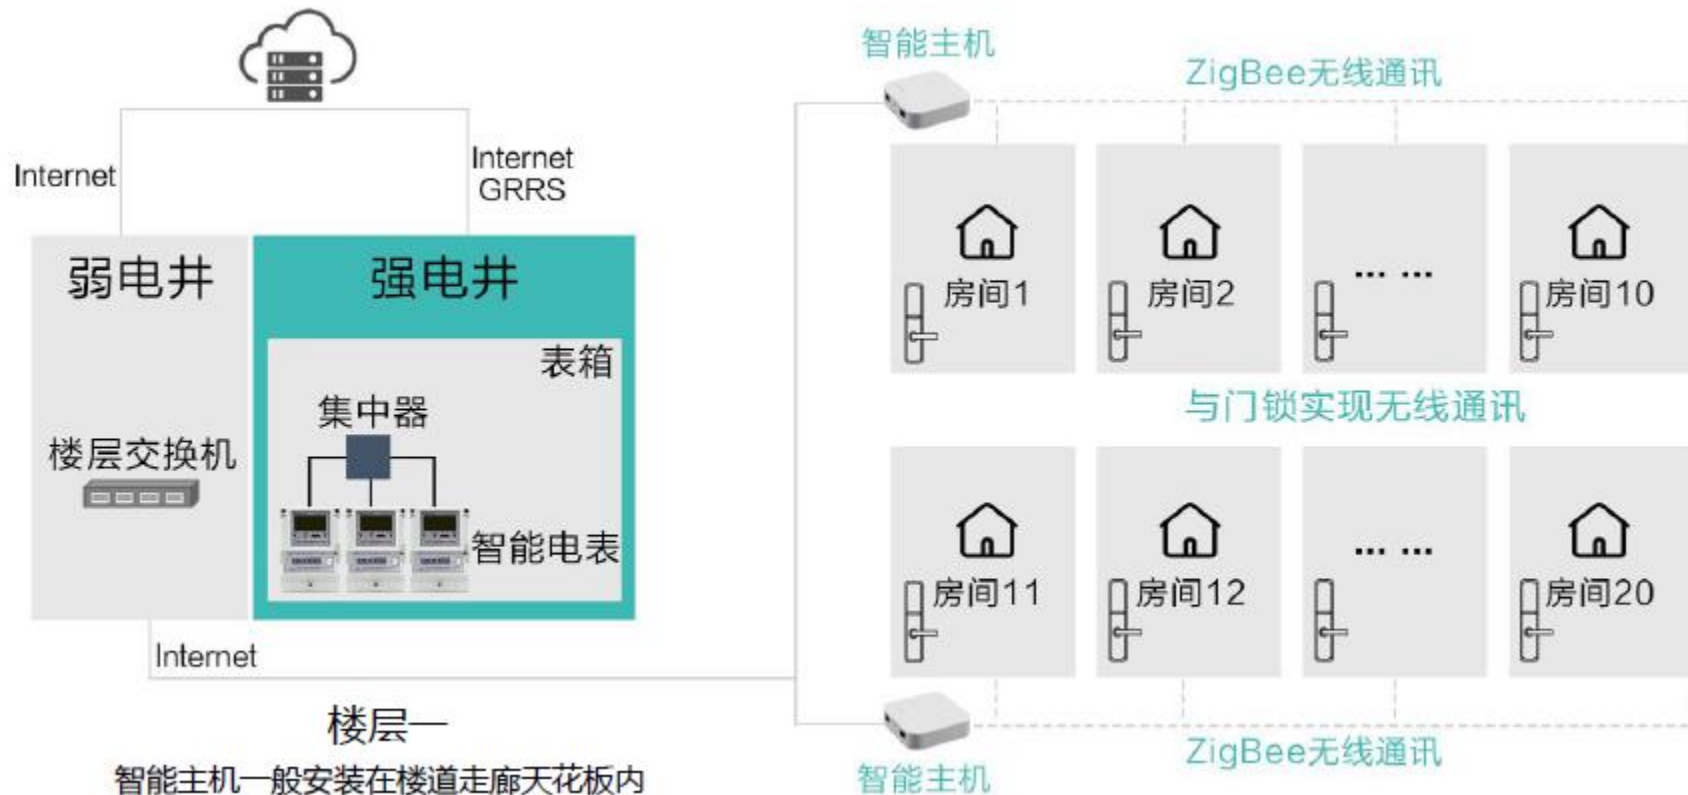 智能主机
ZigBee无线通讯
Internet
Internet
GRRS
弱电井
强电井
表箱
集中器
楼层交换机
智能电表
房间1
房间2
... ...
房间10
与门锁实现无线通讯
房间11
房间12
... ...
房间20
Internet
楼层一
智能主机一般安装在楼道走廊天花板内
智能主机
ZigBee无线通讯